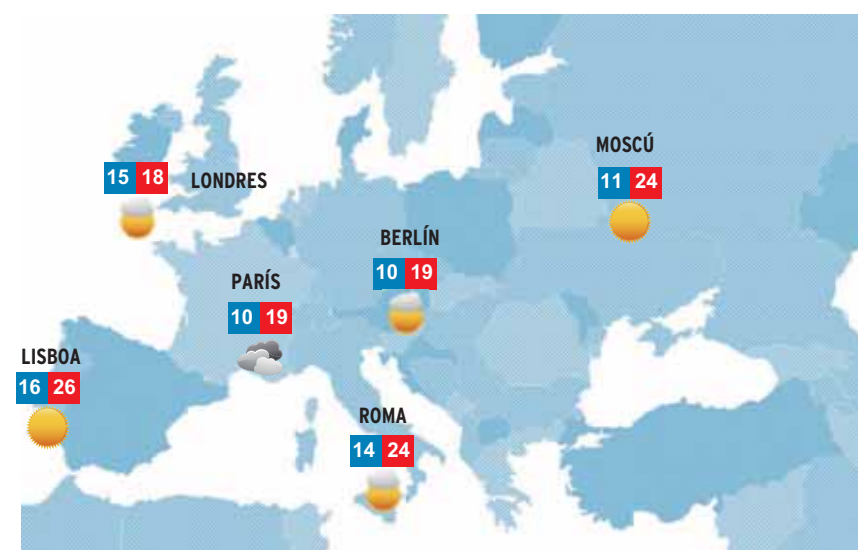 MOSCÚ
11 24
15 18
LONDRES
BERLÍN
10 19
PARÍS
10 19
LISBOA
16 26
ROMA
14 24